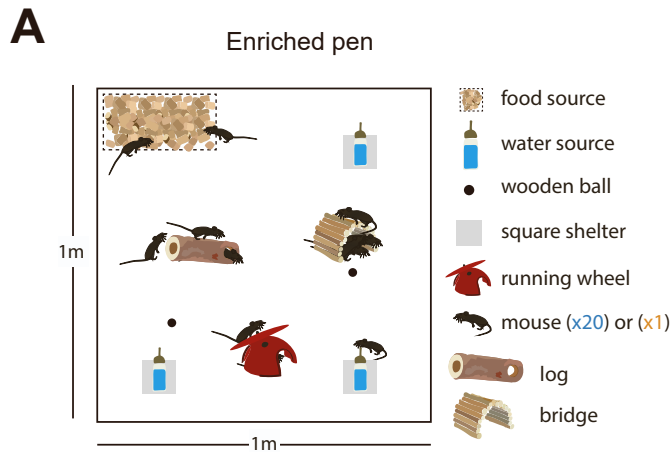 A
Enriched pen
1m
1m
food source
water source
wooden ball
square shelter
running wheel
mouse (x20) or (x1)
log
bridge